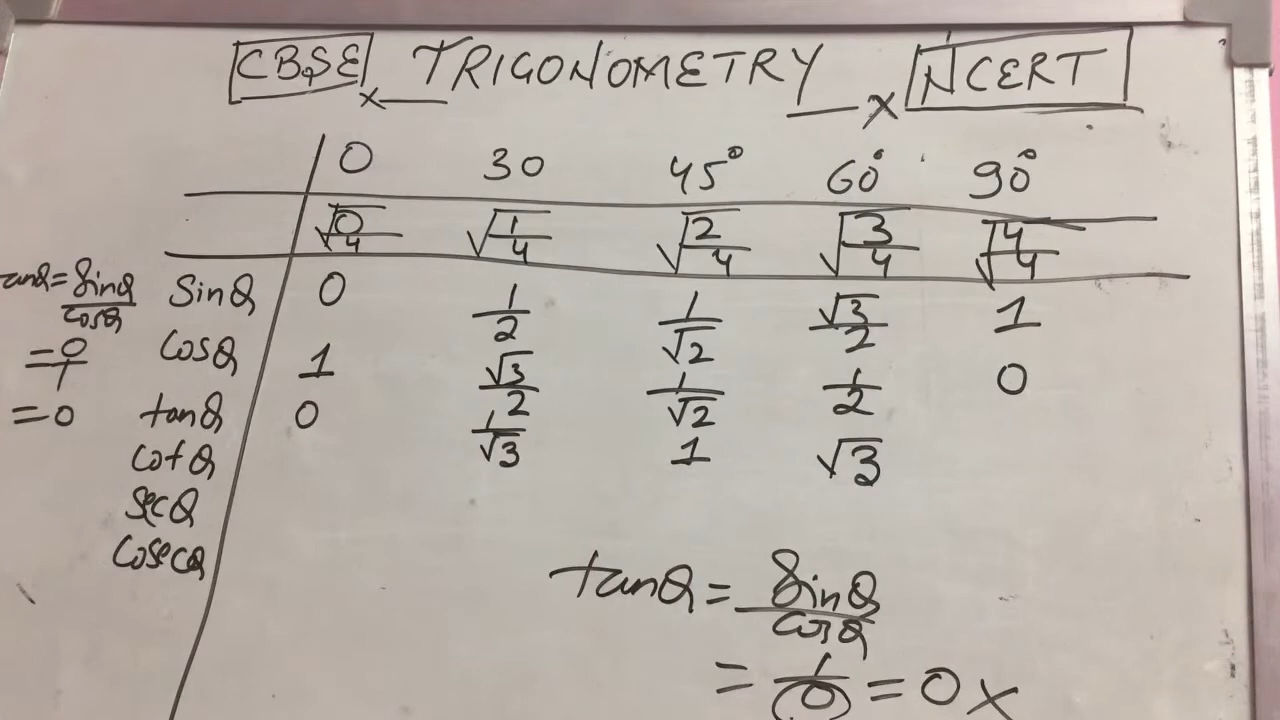 CBSE TRIGONOMETRY NCERT
0 30 45° 60° 90°
√0/4 √1/4 √2/4 √3/4 √4/4
tanθ = sinθ/cosθ
= 0/1
= 0
sinθ 0 1/2 1/√2 √3/2 1
cosθ 1 √3/2 1/√2 1/2 0
tanθ 0 1/√3 1 √3
cotθ
secθ
cosecθ
tanθ = sinθ/cosθ
= 1/0 = 0 x